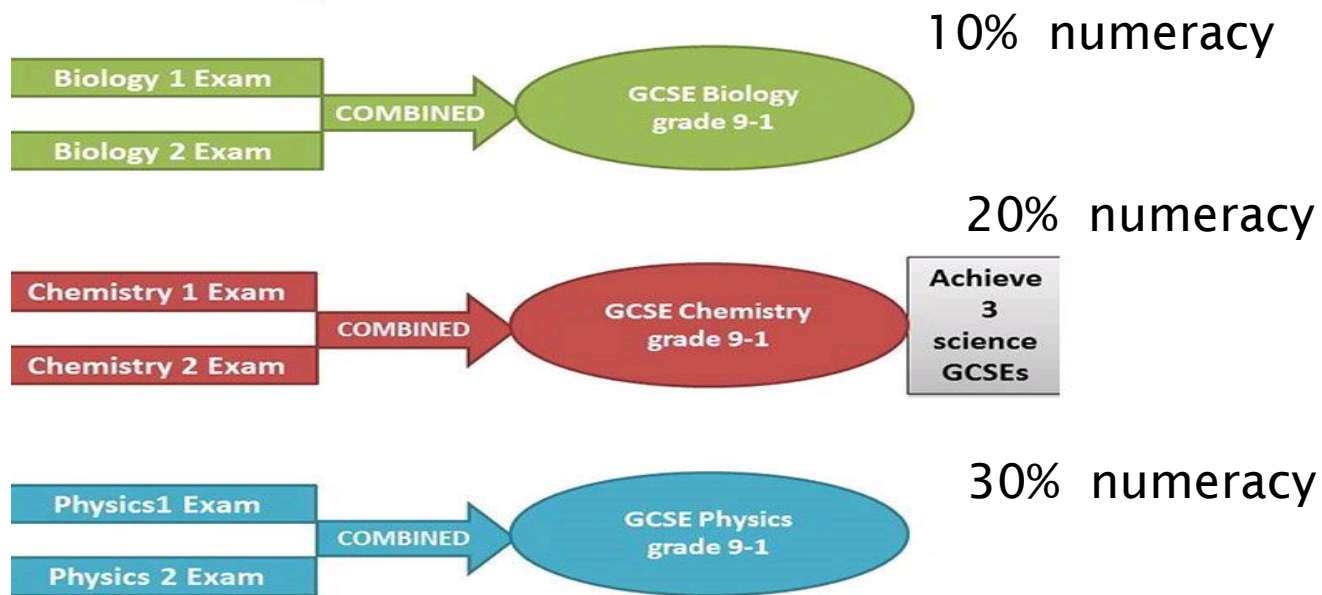 10% numeracy
Biology 1 Exam
Biology 2 Exam
COMBINED
GCSE Biology
grade 9-1
20% numeracy
Chemistry 1 Exam
Chemistry 2 Exam
COMBINED
GCSE Chemistry
grade 9-1
Achieve
3
science
GCSEs
30% numeracy
Physics1 Exam
Physics 2 Exam
COMBINED
GCSE Physics
grade 9-1